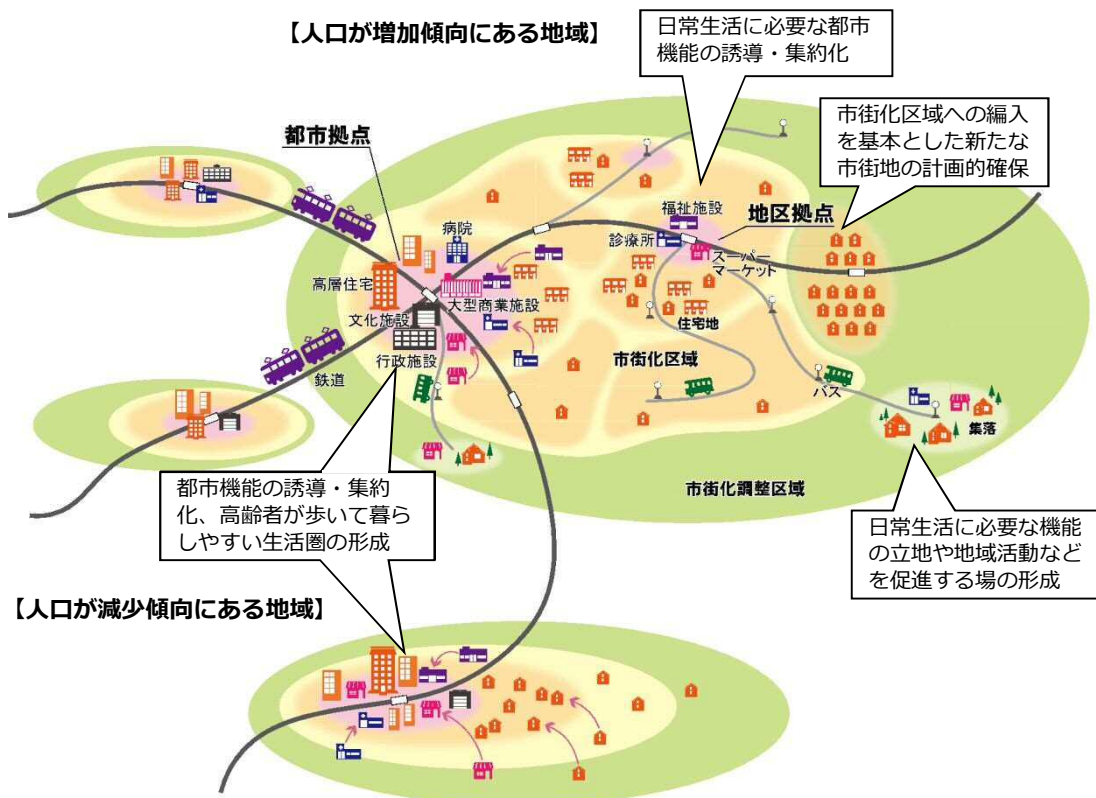 【人口が増加傾向にある地域】
日常生活に必要な都市
機能の誘導・集約化
市街化区域への編入
を基本とした新たな
市街地の計画的確保
都市拠点
病院
福祉施設
地区拠点
診療所
スーパー
マーケット
高層住宅
大型商業施設
文化施設
住宅地
行政施設
市街化区域
鉄道
バス
集落
市街化調整区域
都市機能の誘導・集約
化、高齢者が歩いて暮ら
しやすい生活圏の形成
日常生活に必要な機能
の立地や地域活動など
を促進する場の形成
【人口が減少傾向にある地域】